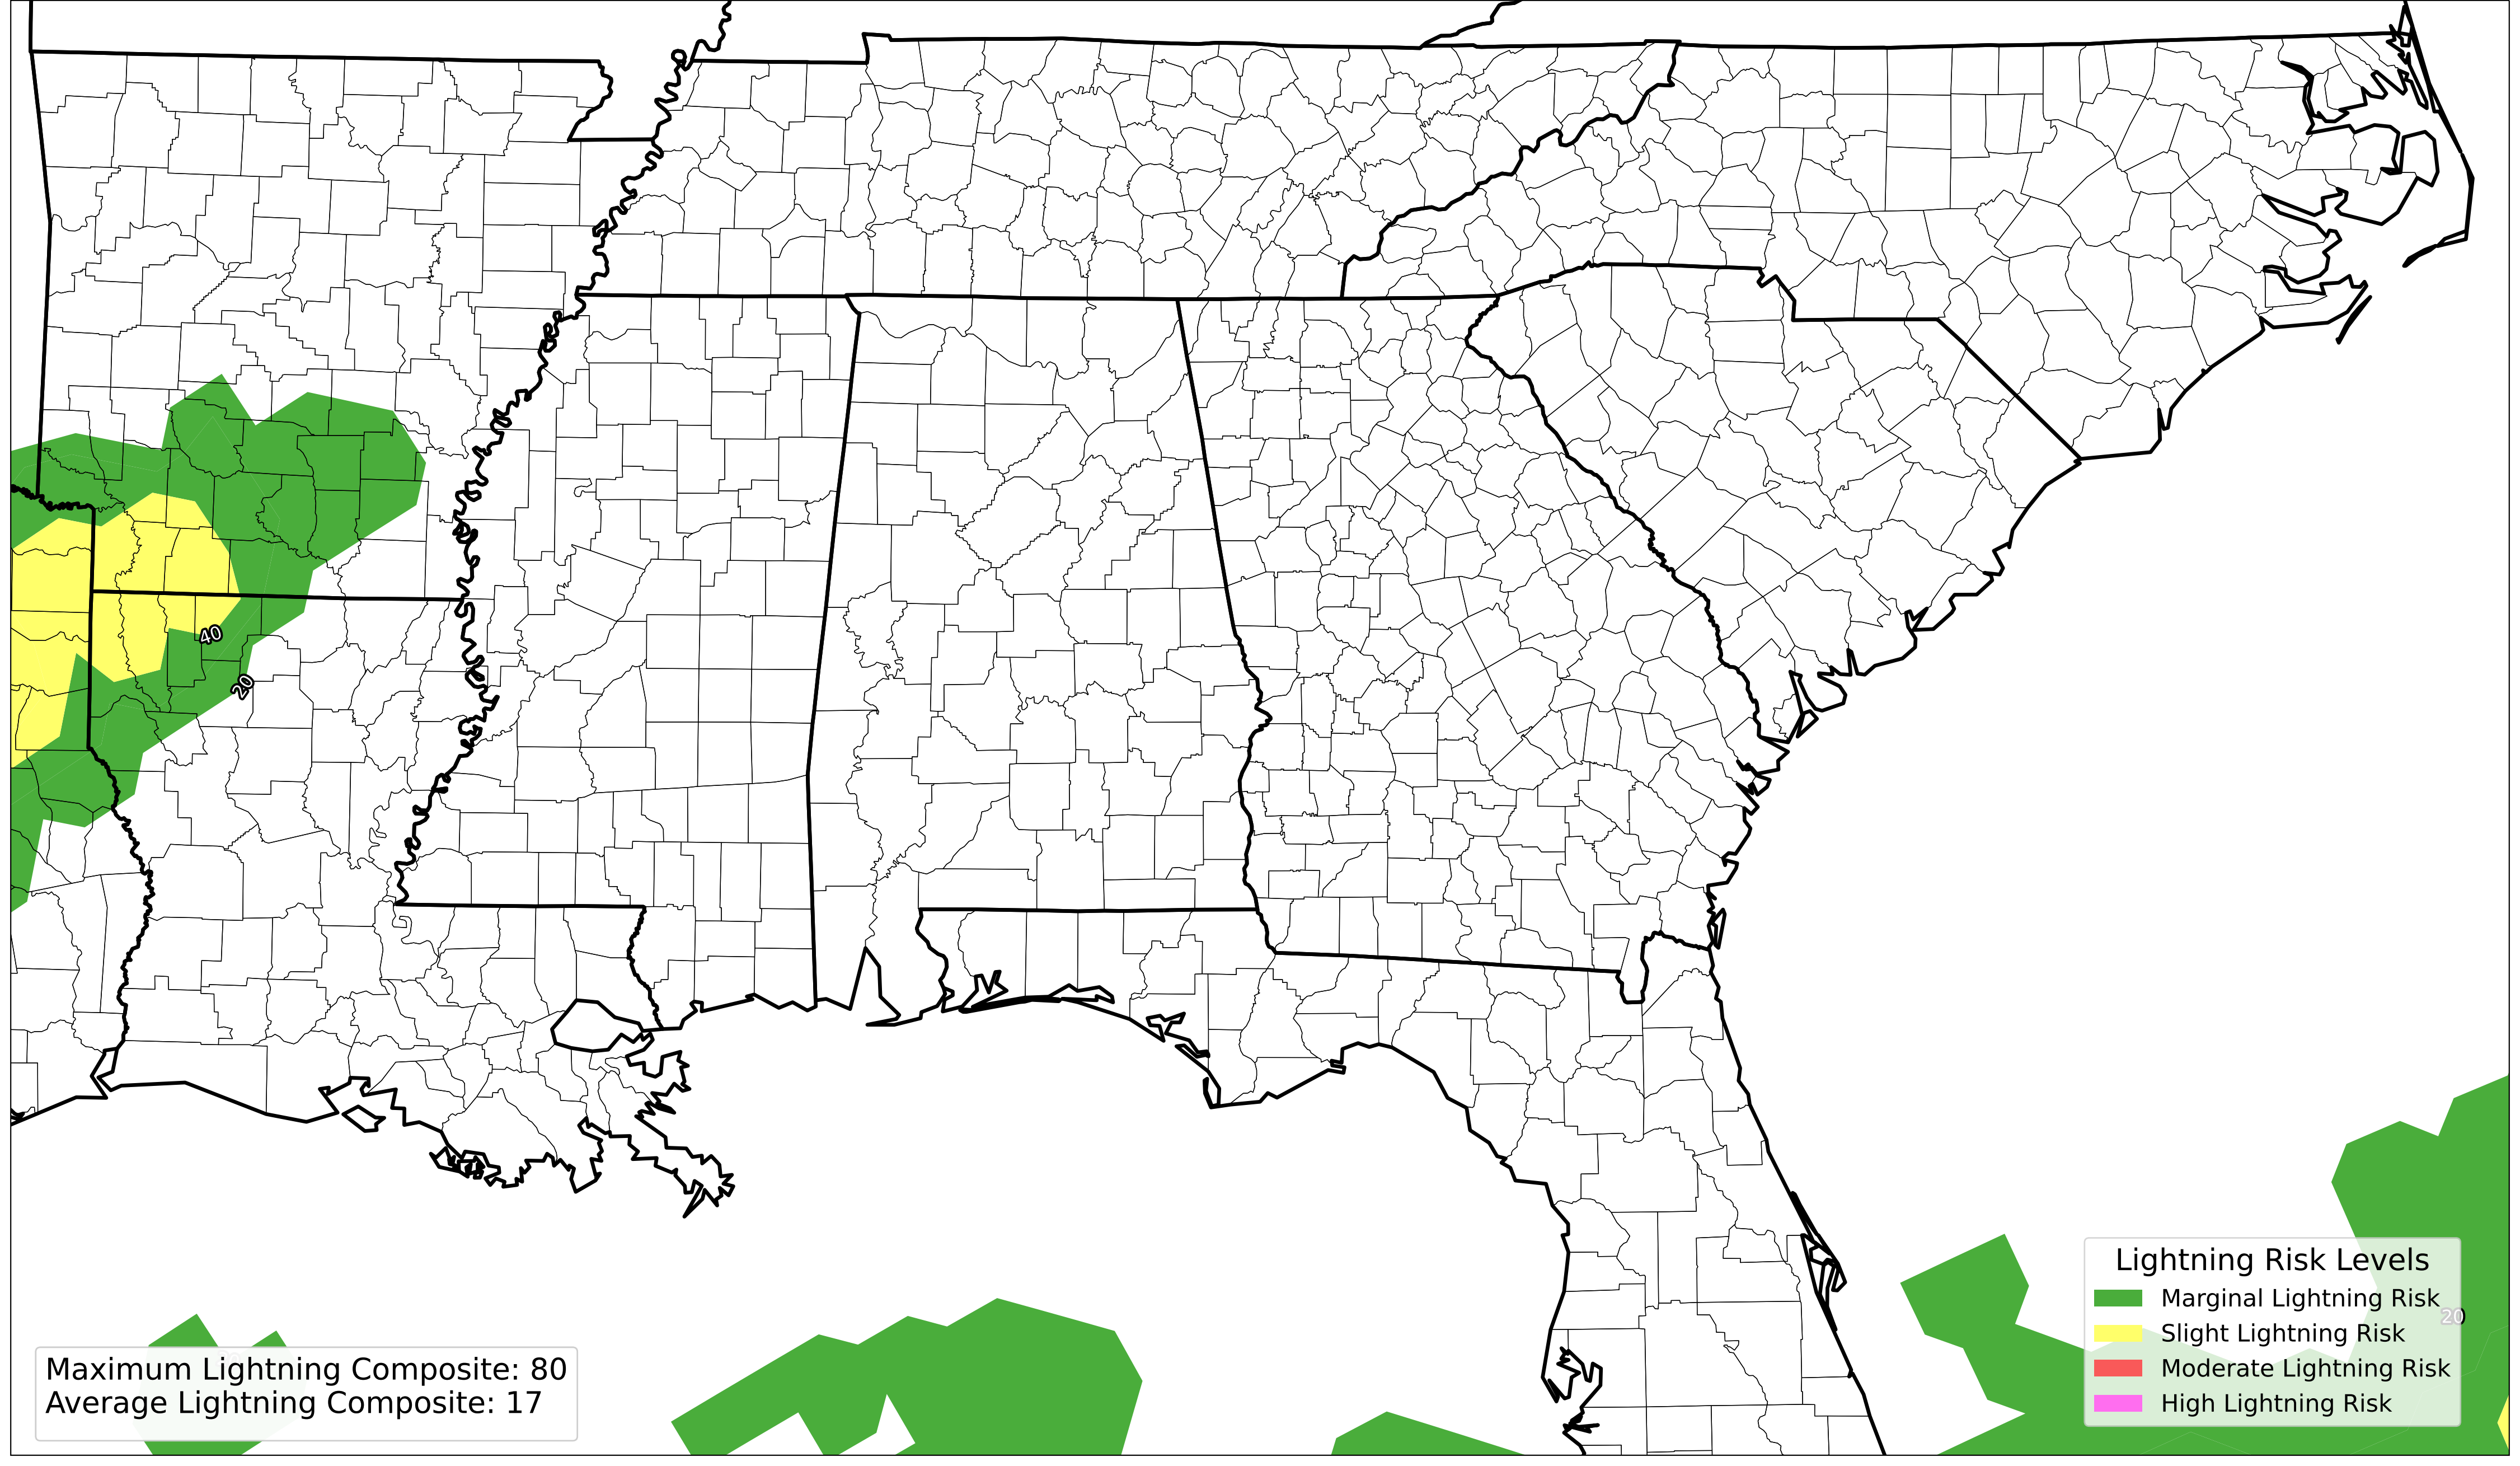 40
20
Lightning Risk Levels
Marginal Lightning Risk
20
Slight Lightning Risk
Moderate Lightning Risk
High Lightning Risk
Maximum Lightning Composite: 80
Average Lightning Composite: 17